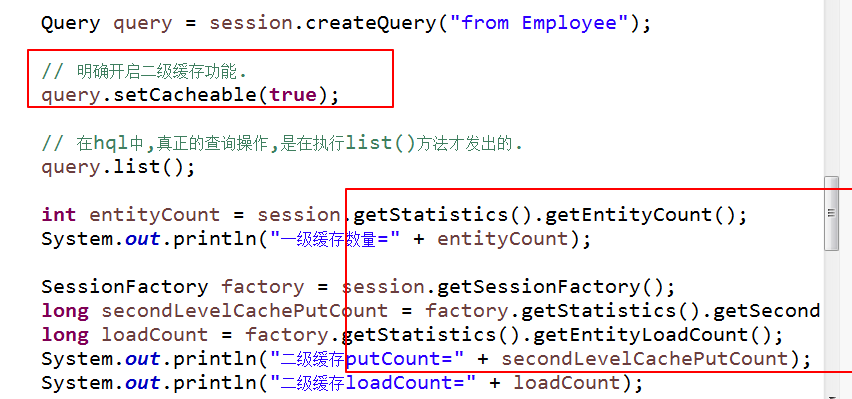 Query query = session.createQuery("from Employee");
// 明确开启二级缓存功能.
query.setCacheable(true);
// 在hql中,真正的查询操作,是在执行list()方法才发出的.
query.list();
int entityCount = session.getStatistics().getEntityCount();
System.out.println("一级缓存数量=" + entityCount);
SessionFactory factory = session.getSessionFactory();
long secondLevelCachePutCount = factory.getStatistics().getSecond
long loadCount = factory.getStatistics().getEntityLoadCount();
System.out.println("二级缓存putCount=" + secondLevelCachePutCount);
System.out.println("二级缓存loadCount=" + loadCount);